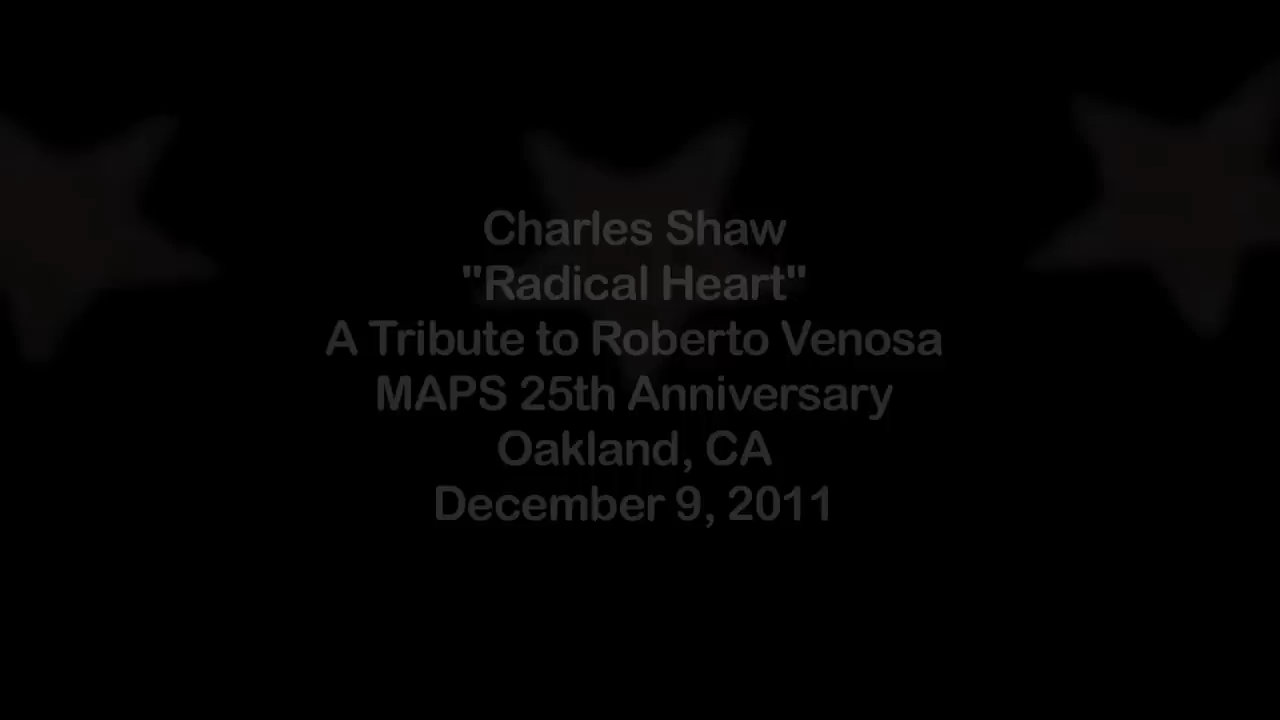 Charles Shaw
"Radical Heart"
A Tribute to Roberto Venosa
MAPS 25th Anniversary
Oakland, CA
December 9, 2011